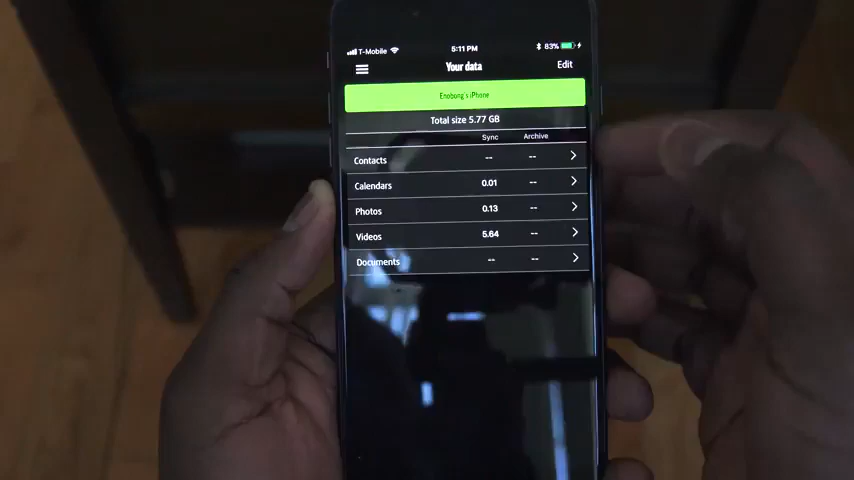 T-Mobile 5:11 PM 83%
Your data Edit
Enobong's iPhone
Total size 5.77 GB
Sync Archive
Contacts -- --
Calendars 0.01 --
Photos 0.13 --
Videos 5.64 --
Documents -- --